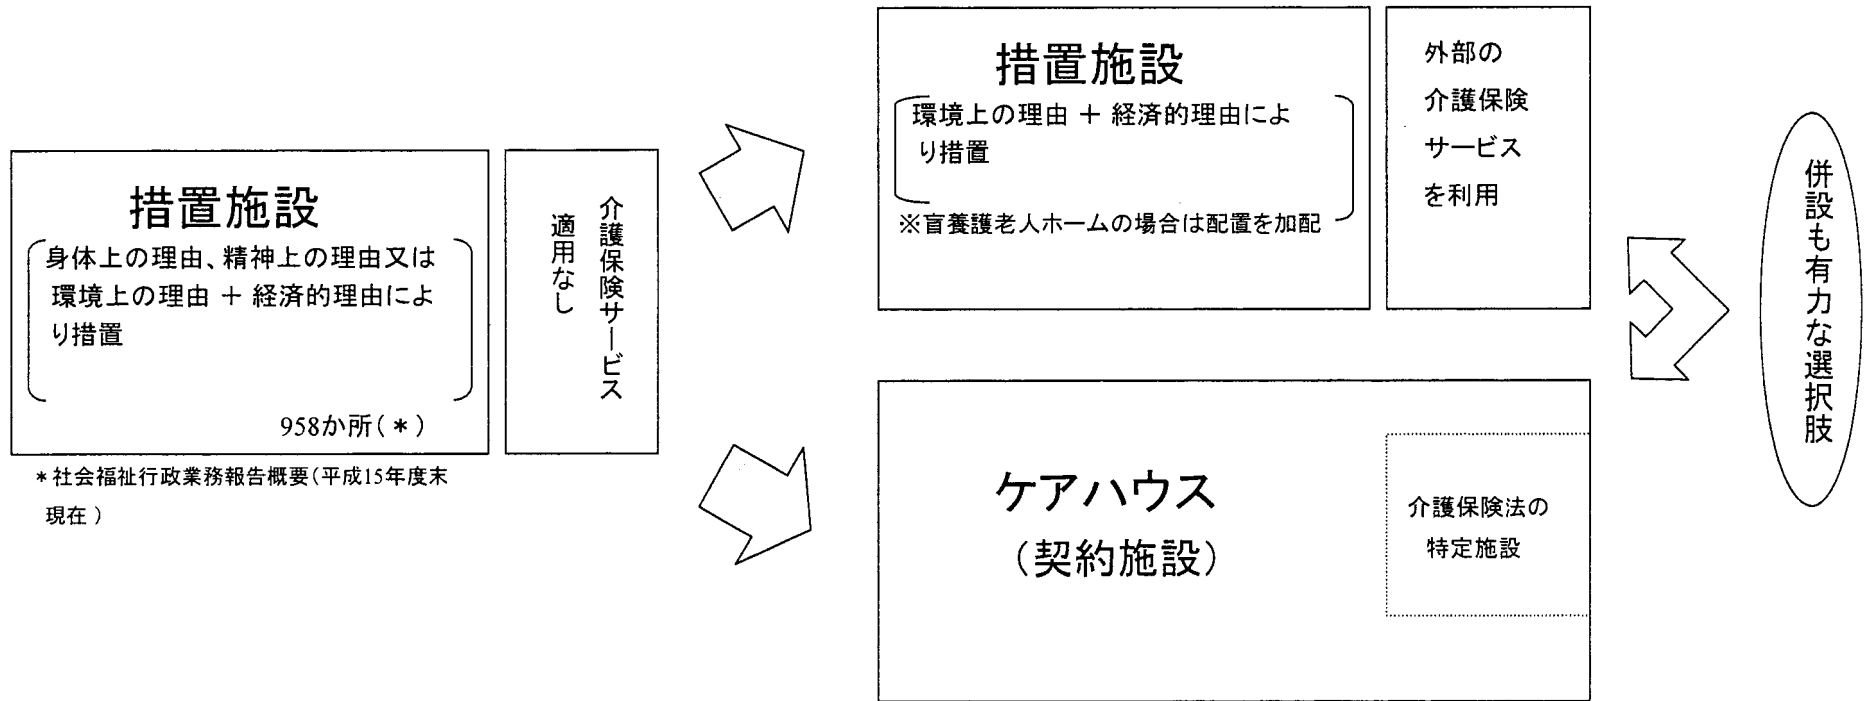 措置施設
身体上の理由、精神上の理由又は
環境上の理由 + 経済的理由によ
り措置
958か所(*)
*社会福祉行政業務報告概要(平成15年度末
現在)
介護保険サービス
適用なし
措置施設
環境上の理由 + 経済的理由によ
り措置
※盲養護老人ホームの場合は配置を加配
外部の
介護保険
サービス
を利用
ケアハウス
(契約施設)
介護保険法の
特定施設
併設も有力な選択肢